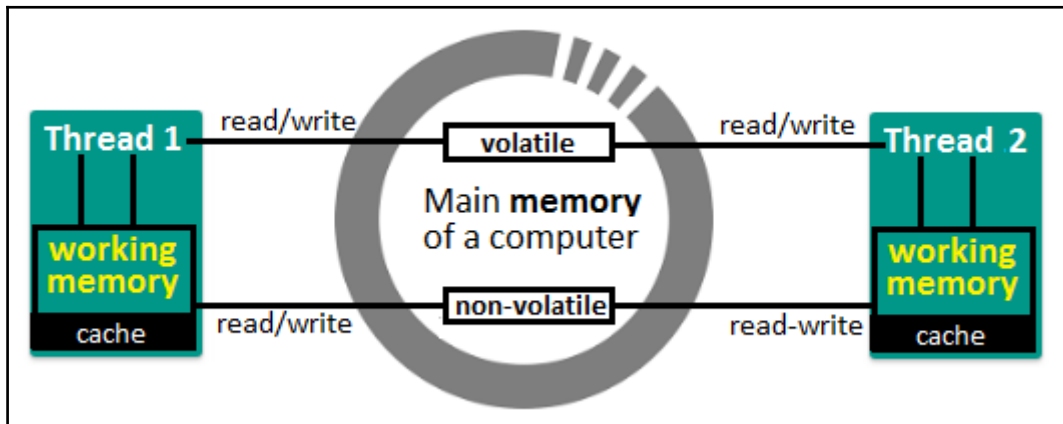 read/write
read/write
Thread 1
volatile
Thread 2
Main memory
of a computer
working
memory
working
memory
non-volatile
read/write
read-write
cache
cache